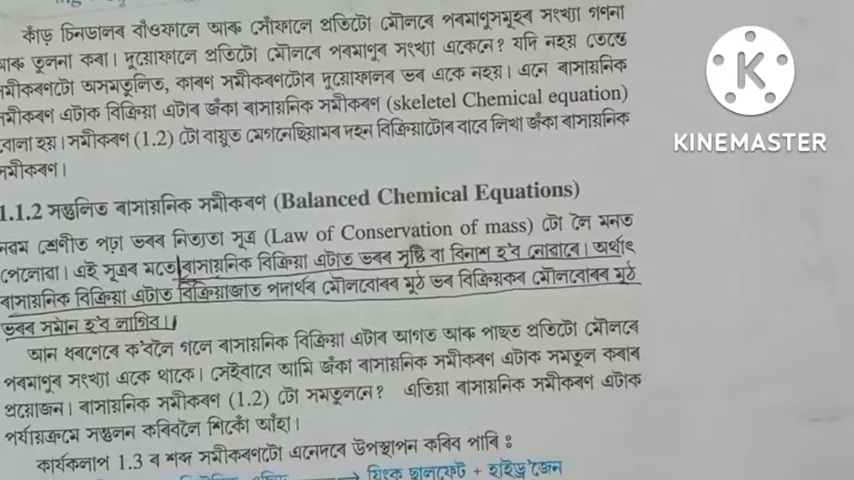 কাঁড় চিনডালৰ বাঁওফালে আৰু সোঁফালে প্ৰতিটো মৌলৰে পৰমাণুসমূহৰ সংখ্যা গণনা
আৰু তুলনা কৰা। দুয়োফালে প্ৰতিটো মৌলৰে পৰমাণুৰ সংখ্যা একেনে? যদি নহয় তেন্তে
সমীকৰণটো অসমতুলিত, কাৰণ সমীকৰণটোৰ দুয়োফালৰ ভৰ একে নহয়। এনে ৰাসায়নিক
সমীকৰণ এটাক বিক্ৰিয়া এটাৰ জঁকা ৰাসায়নিক সমীকৰণ (skeletel Chemical equation)
বোলা হয়। সমীকৰণ (1.2) টো বায়ুত মেগনেছিয়ামৰ দহন বিক্ৰিয়াটোৰ বাবে লিখা জঁকা ৰাসায়নিক
সমীকৰণ।
KINEMASTER
1.1.2 সন্তুলিত ৰাসায়নিক সমীকৰণ (Balanced Chemical Equations)
নৱম শ্ৰেণীত পঢ়া ভৰৰ নিত্যতা সূত্ৰ (Law of Conservation of mass) টো লৈ মনত
পেলোৱা। এই সূত্ৰৰ মতে ৰাসায়নিক বিক্ৰিয়া এটাত ভৰৰ সৃষ্টি বা বিনাশ হ'ব নোৱাৰে। অৰ্থাৎ
ৰাসায়নিক বিক্ৰিয়া এটাত বিক্ৰিয়াজাত পদাৰ্থৰ মৌলবোৰৰ মুঠ ভৰ বিক্ৰিয়কৰ মৌলবোৰৰ মুঠ
ভৰৰ সমান হ'ব লাগিব।
আন ধৰণেৰে ক'বলৈ গলে ৰাসায়নিক বিক্ৰিয়া এটাৰ আগত আৰু পাছত প্ৰতিটো মৌলৰে
পৰমাণুৰ সংখ্যা একে থাকে। সেইবাবে আমি জঁকা ৰাসায়নিক সমীকৰণ এটাক সমতুল কৰাৰ
প্ৰয়োজন। ৰাসায়নিক সমীকৰণ (1.2) টো সমতুলনে? এতিয়া ৰাসায়নিক সমীকৰণ এটাক
পৰ্যায়ক্ৰমে সন্তুলন কৰিবলৈ শিকোঁ আঁহা।
কাৰ্যকলাপ 1.3 ৰ শব্দ সমীকৰণটো এনেদৰে উপস্থাপন কৰিব পাৰি :
→ যিংক ছালফেট + হাইড্ৰ'জেন